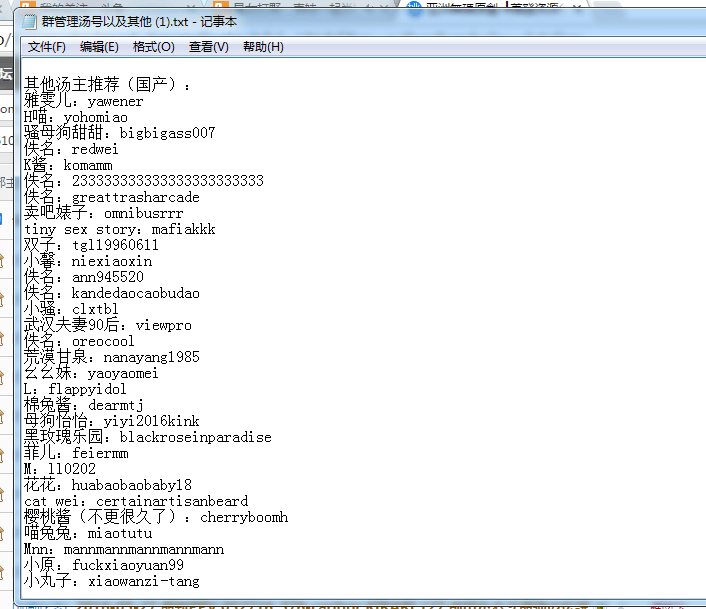 群管理汤号以及其他 (1).txt - 记事本
文件(F) 编辑(E) 格式(O) 查看(V) 帮助(H)
其他汤主推荐（国产）：
雅雯儿：yawener
H喵：yohomiao
骚母狗甜甜：bigbigass007
佚名：redwei
K酱：komamm
佚名：233333333333333333333333
佚名：greattrasharcade
卖吧婊子：omnibusrrr
tiny sex story：mafiakkk
双子：tgl19960611
小馨：niexiaoxin
佚名：ann945520
佚名：kandedaocaobudao
小骚：clxtbl
武汉夫妻90后：viewpro
佚名：oreocool
荒漠甘泉：nanayang1985
幺幺妹：yaoyaomei
L：flappyidol
棉兔酱：dearmtj
母狗怡怡：yiyi2016kink
黑玫瑰乐园：blackroseinparadise
菲儿：feiermm
M：ll0202
花花：huabaobaobaby18
cat wei：certainartisanbeard
樱桃酱（不更很久了）：cherryboomh
喵兔兔：miaotutu
Mnn：mannmannmannmannmann
小原：fuckxiaoyuan99
小丸子：xiaowanzi-tang